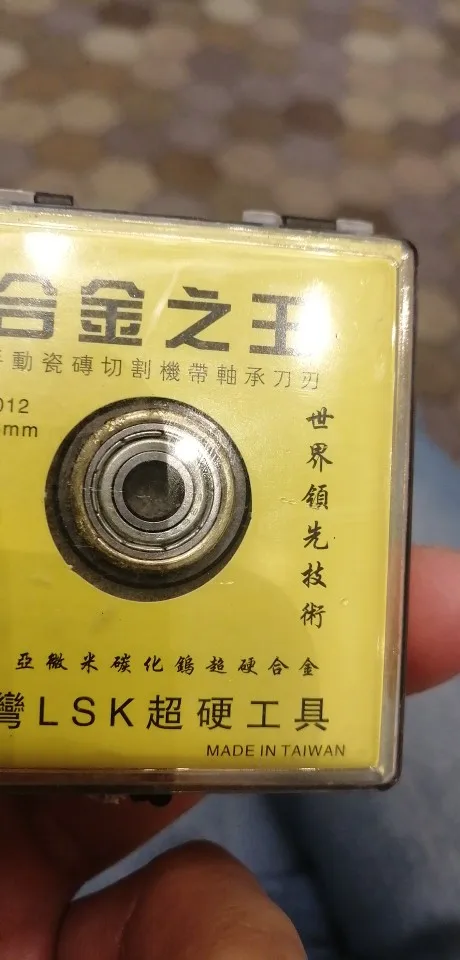 合金之王
手動瓷磚切割機帶軸承刀刃
012
mm
世界領先技術
亞微米碳化鎢超硬合金
灣LSK超硬工具
MADE IN TAIWAN